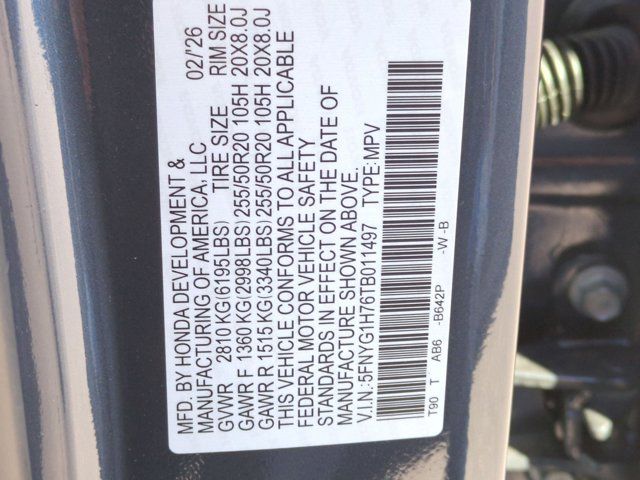 MFD. BY HONDA DEVELOPMENT &
MANUFACTURING OF AMERICA, LLC 02/'26
GVWR 2810 KG (6195LBS) TIRE SIZE RIM SIZE
GAWR F 1360 KG (2998LBS) 255/50R20 105H 20X8.0J
GAWR R 1515 KG (3340LBS) 255/50R20 105H 20X8.0J
THIS VEHICLE CONFORMS TO ALL APPLICABLE
FEDERAL MOTOR VEHICLE SAFETY
STANDARDS IN EFFECT ON THE DATE OF
MANUFACTURE SHOWN ABOVE.
V.I.N.: 5FNYG1H76TB011497 TYPE: MPV
T90 T AB6 -B642P -W -B